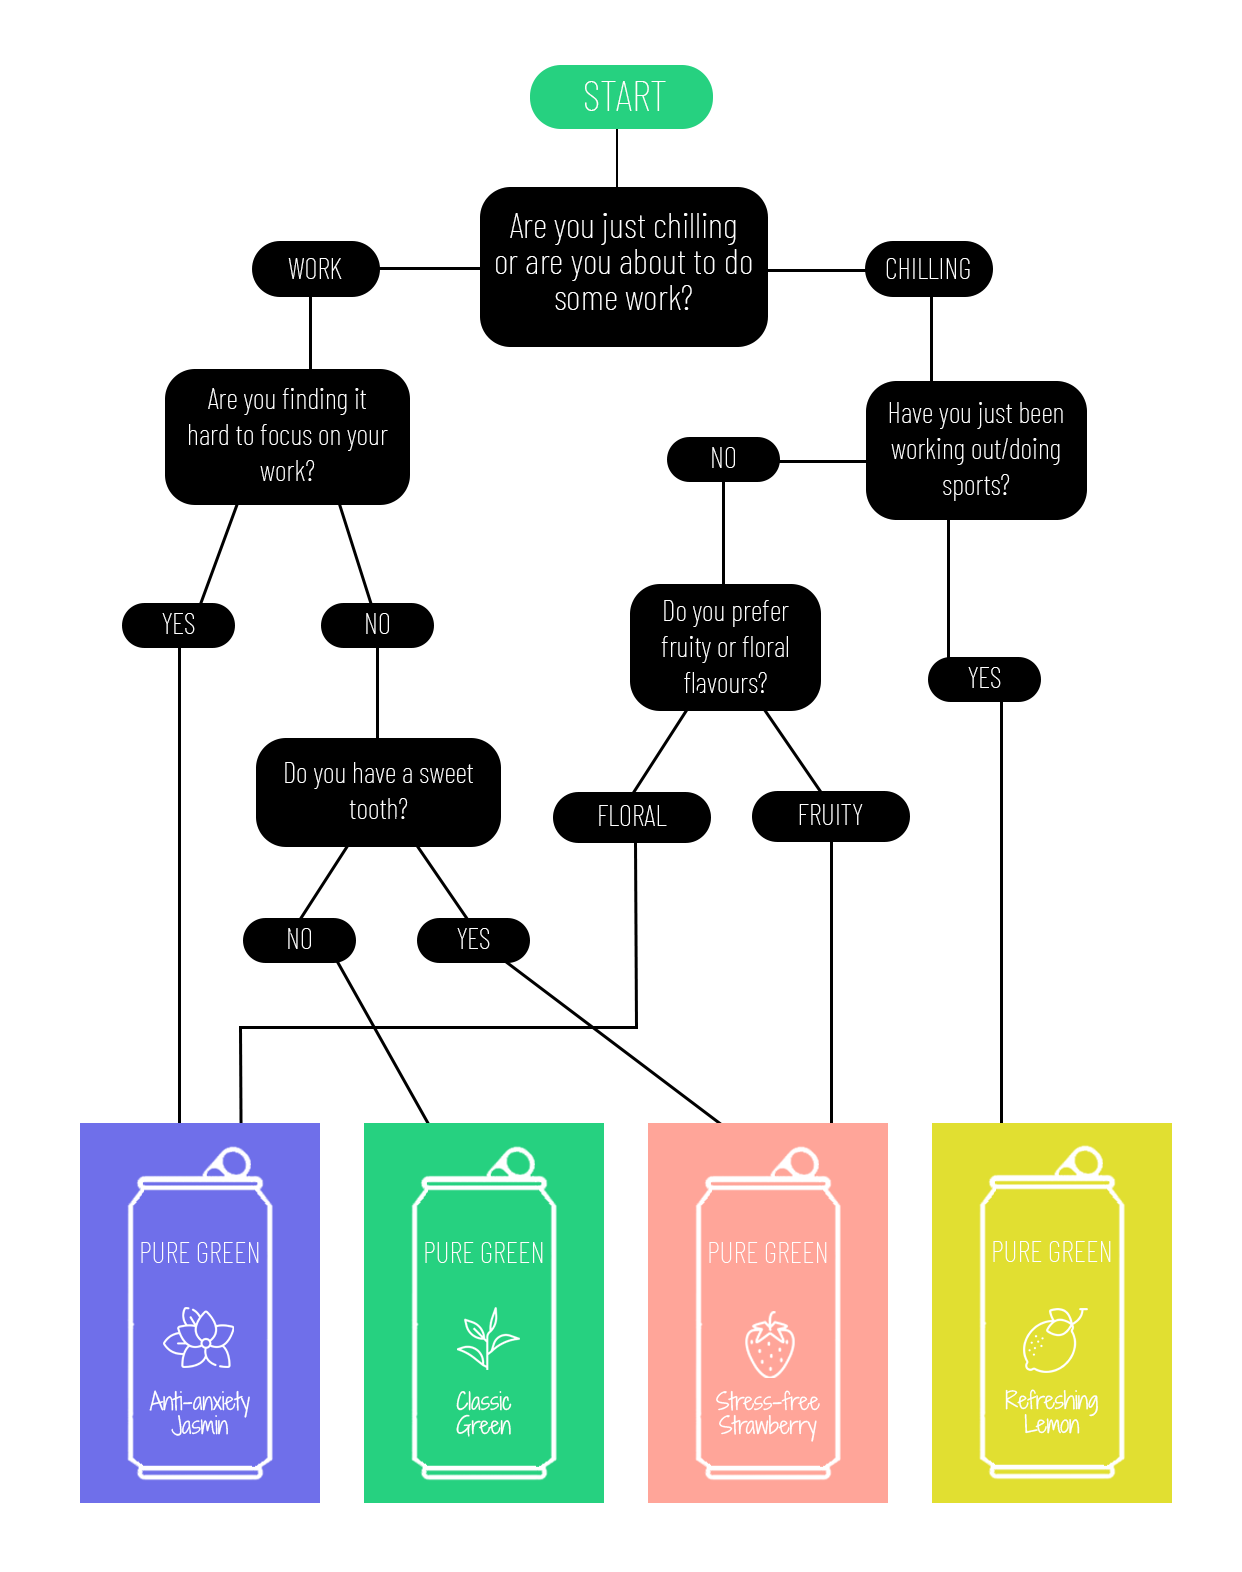 START
Are you just chilling
or are you about to do
some work?
WORK
CHILLING
Are you finding it
hard to focus on your
work?
Have you just been
working out/doing
sports?
NO
YES
NO
Do you prefer
fruity or floral
flavours?
YES
Do you have a sweet
tooth?
FLORAL
FRUITY
NO
YES
PURE GREEN
Anti-anxiety
Jasmin
PURE GREEN
Classic
Green
PURE GREEN
Stress-free
Strawberry
PURE GREEN
Refreshing
Lemon